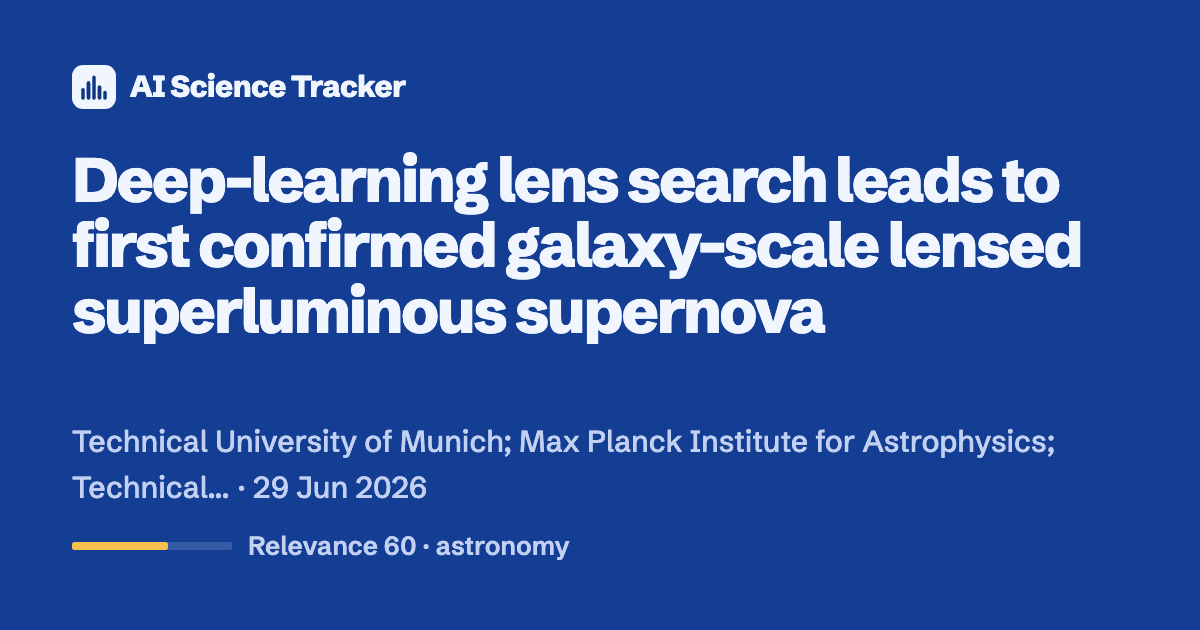 AI Science Tracker
Deep-learning lens search leads to
first confirmed galaxy-scale lensed
superluminous supernova
Technical University of Munich; Max Planck Institute for Astrophysics;
Technical... · 29 Jun 2026
Relevance 60 · astronomy